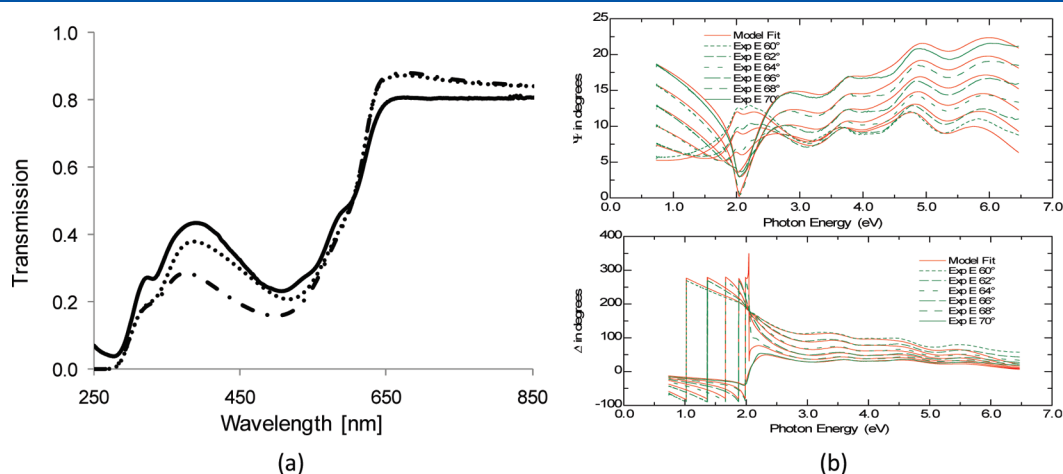 1.0
0.8
0.6
0.4
0.2
0.0
Transmission
250 450 650 850
Wavelength [nm]
(a)
25
20
15
10
5
0
Ψ in degrees
Model Fit
Exp E 60°
Exp E 62°
Exp E 64°
Exp E 66°
Exp E 68°
Exp E 70°
0.0 1.0 2.0 3.0 4.0 5.0 6.0 7.0
Photon Energy (eV)
400
300
200
100
0
-100
Δ in degrees
Model Fit
Exp E 60°
Exp E 62°
Exp E 64°
Exp E 66°
Exp E 68°
Exp E 70°
0.0 1.0 2.0 3.0 4.0 5.0 6.0 7.0
Photon Energy (eV)
(b)